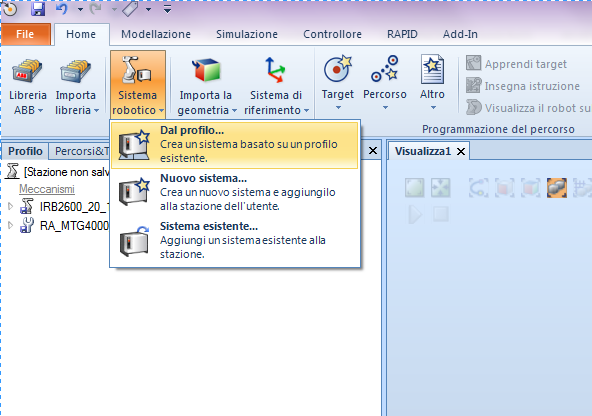 File Home Modellazione Simulazione Controllore RAPID Add-In
Libreria ABB
Importa libreria
Sistema robotico
Importa la geometria
Sistema di riferimento
Target
Percorso
Altro
Apprendi target
Insegna istruzione
Visualizza il robot su
Programmazione del percorso
Dal profilo...
Crea un sistema basato su un profilo
esistente.
Nuovo sistema...
Crea un nuovo sistema e aggiungilo
alla stazione dell'utente.
Sistema esistente...
Aggiungi un sistema esistente alla
stazione.
Profilo Percorsi&T
[Stazione non salv
Meccanismi
IRB2600_20_
RA_MTG4000
Visualizza1